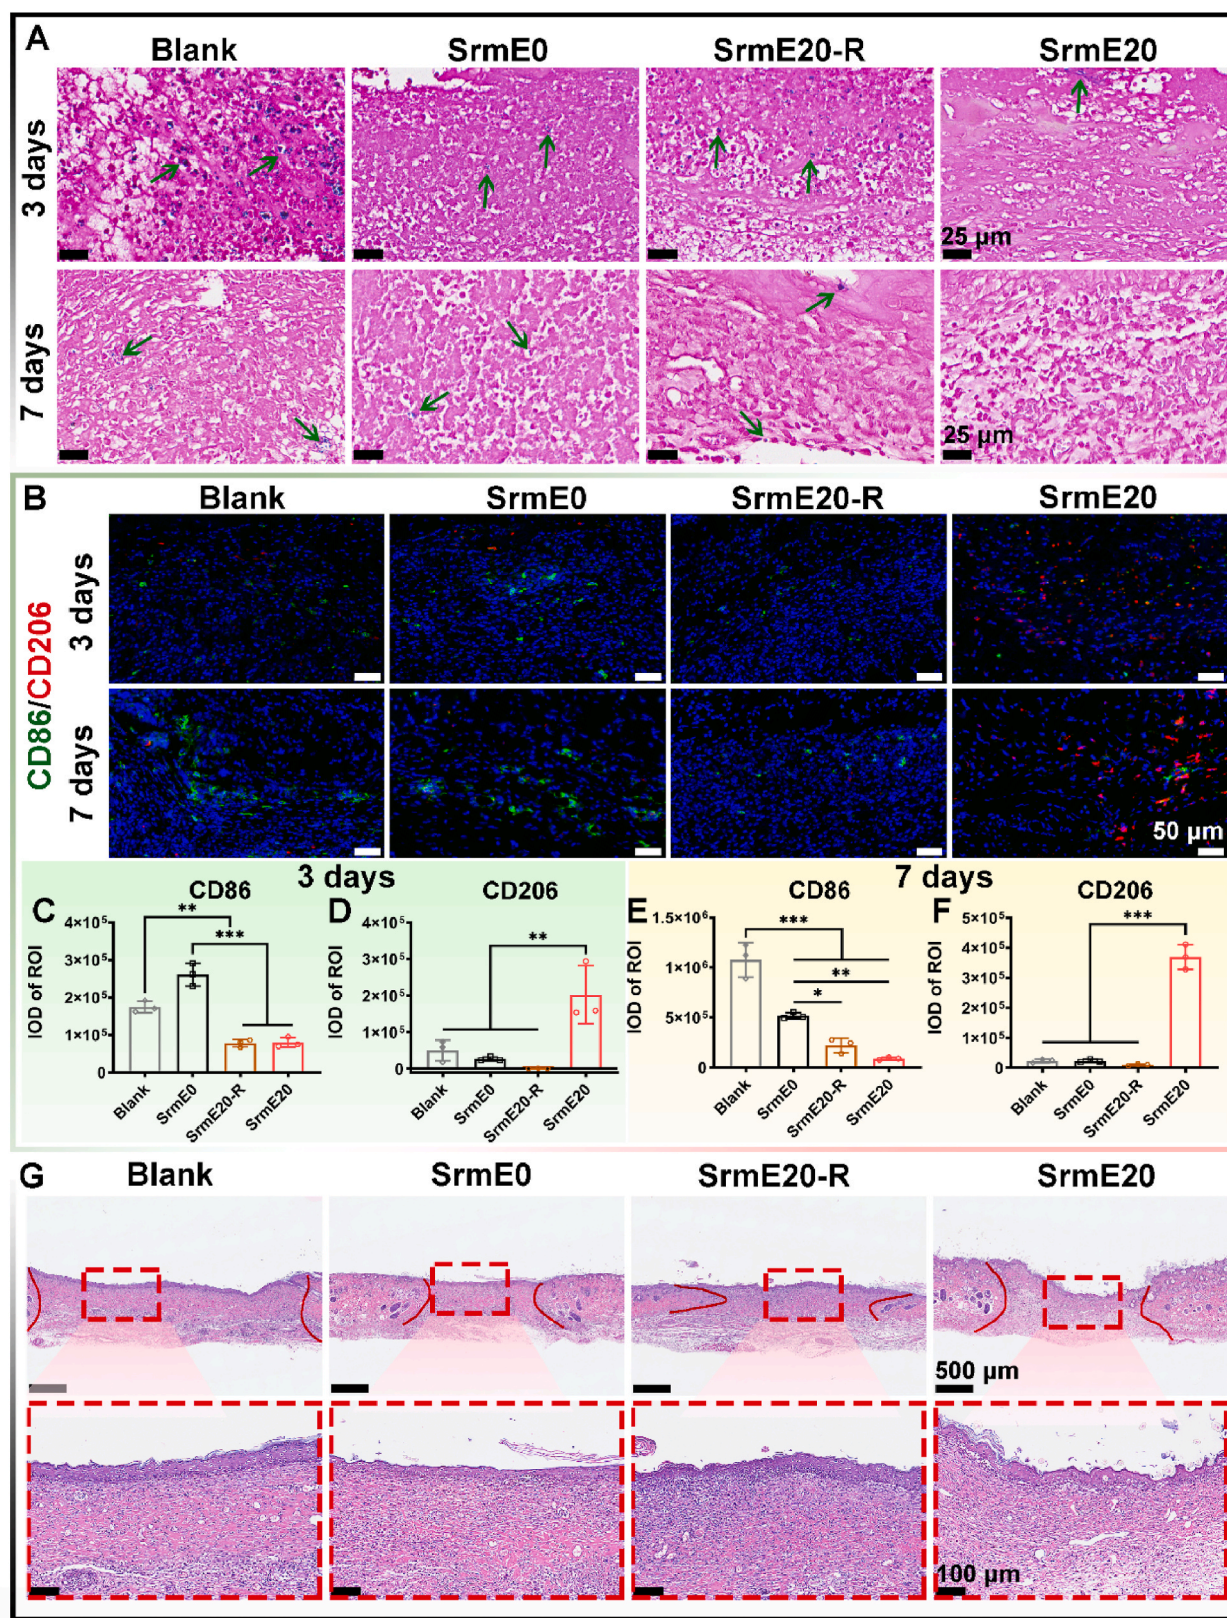 A
Blank SrmE0 SrmE20-R SrmE20
3 days
25 μm
7 days
25 μm
B
Blank SrmE0 SrmE20-R SrmE20
CD86/CD206
3 days
7 days
50 μm
3 days
7 days
C
CD86
IOD of ROI
4×10⁵
3×10⁵
2×10⁵
1×10⁵
0
** ***
Blank SrmE0 SrmE20-R SrmE20
D
CD206
IOD of ROI
4×10⁵
3×10⁵
2×10⁵
1×10⁵
0
**
Blank SrmE0 SrmE20-R SrmE20
E
CD86
IOD of ROI
1.5×10⁶
1×10⁶
5×10⁵
0
***
**
*
Blank SrmE0 SrmE20-R SrmE20
F
CD206
IOD of ROI
5×10⁵
4×10⁵
3×10⁵
2×10⁵
1×10⁵
0
***
Blank SrmE0 SrmE20-R SrmE20
G
Blank SrmE0 SrmE20-R SrmE20
500 μm
100 μm